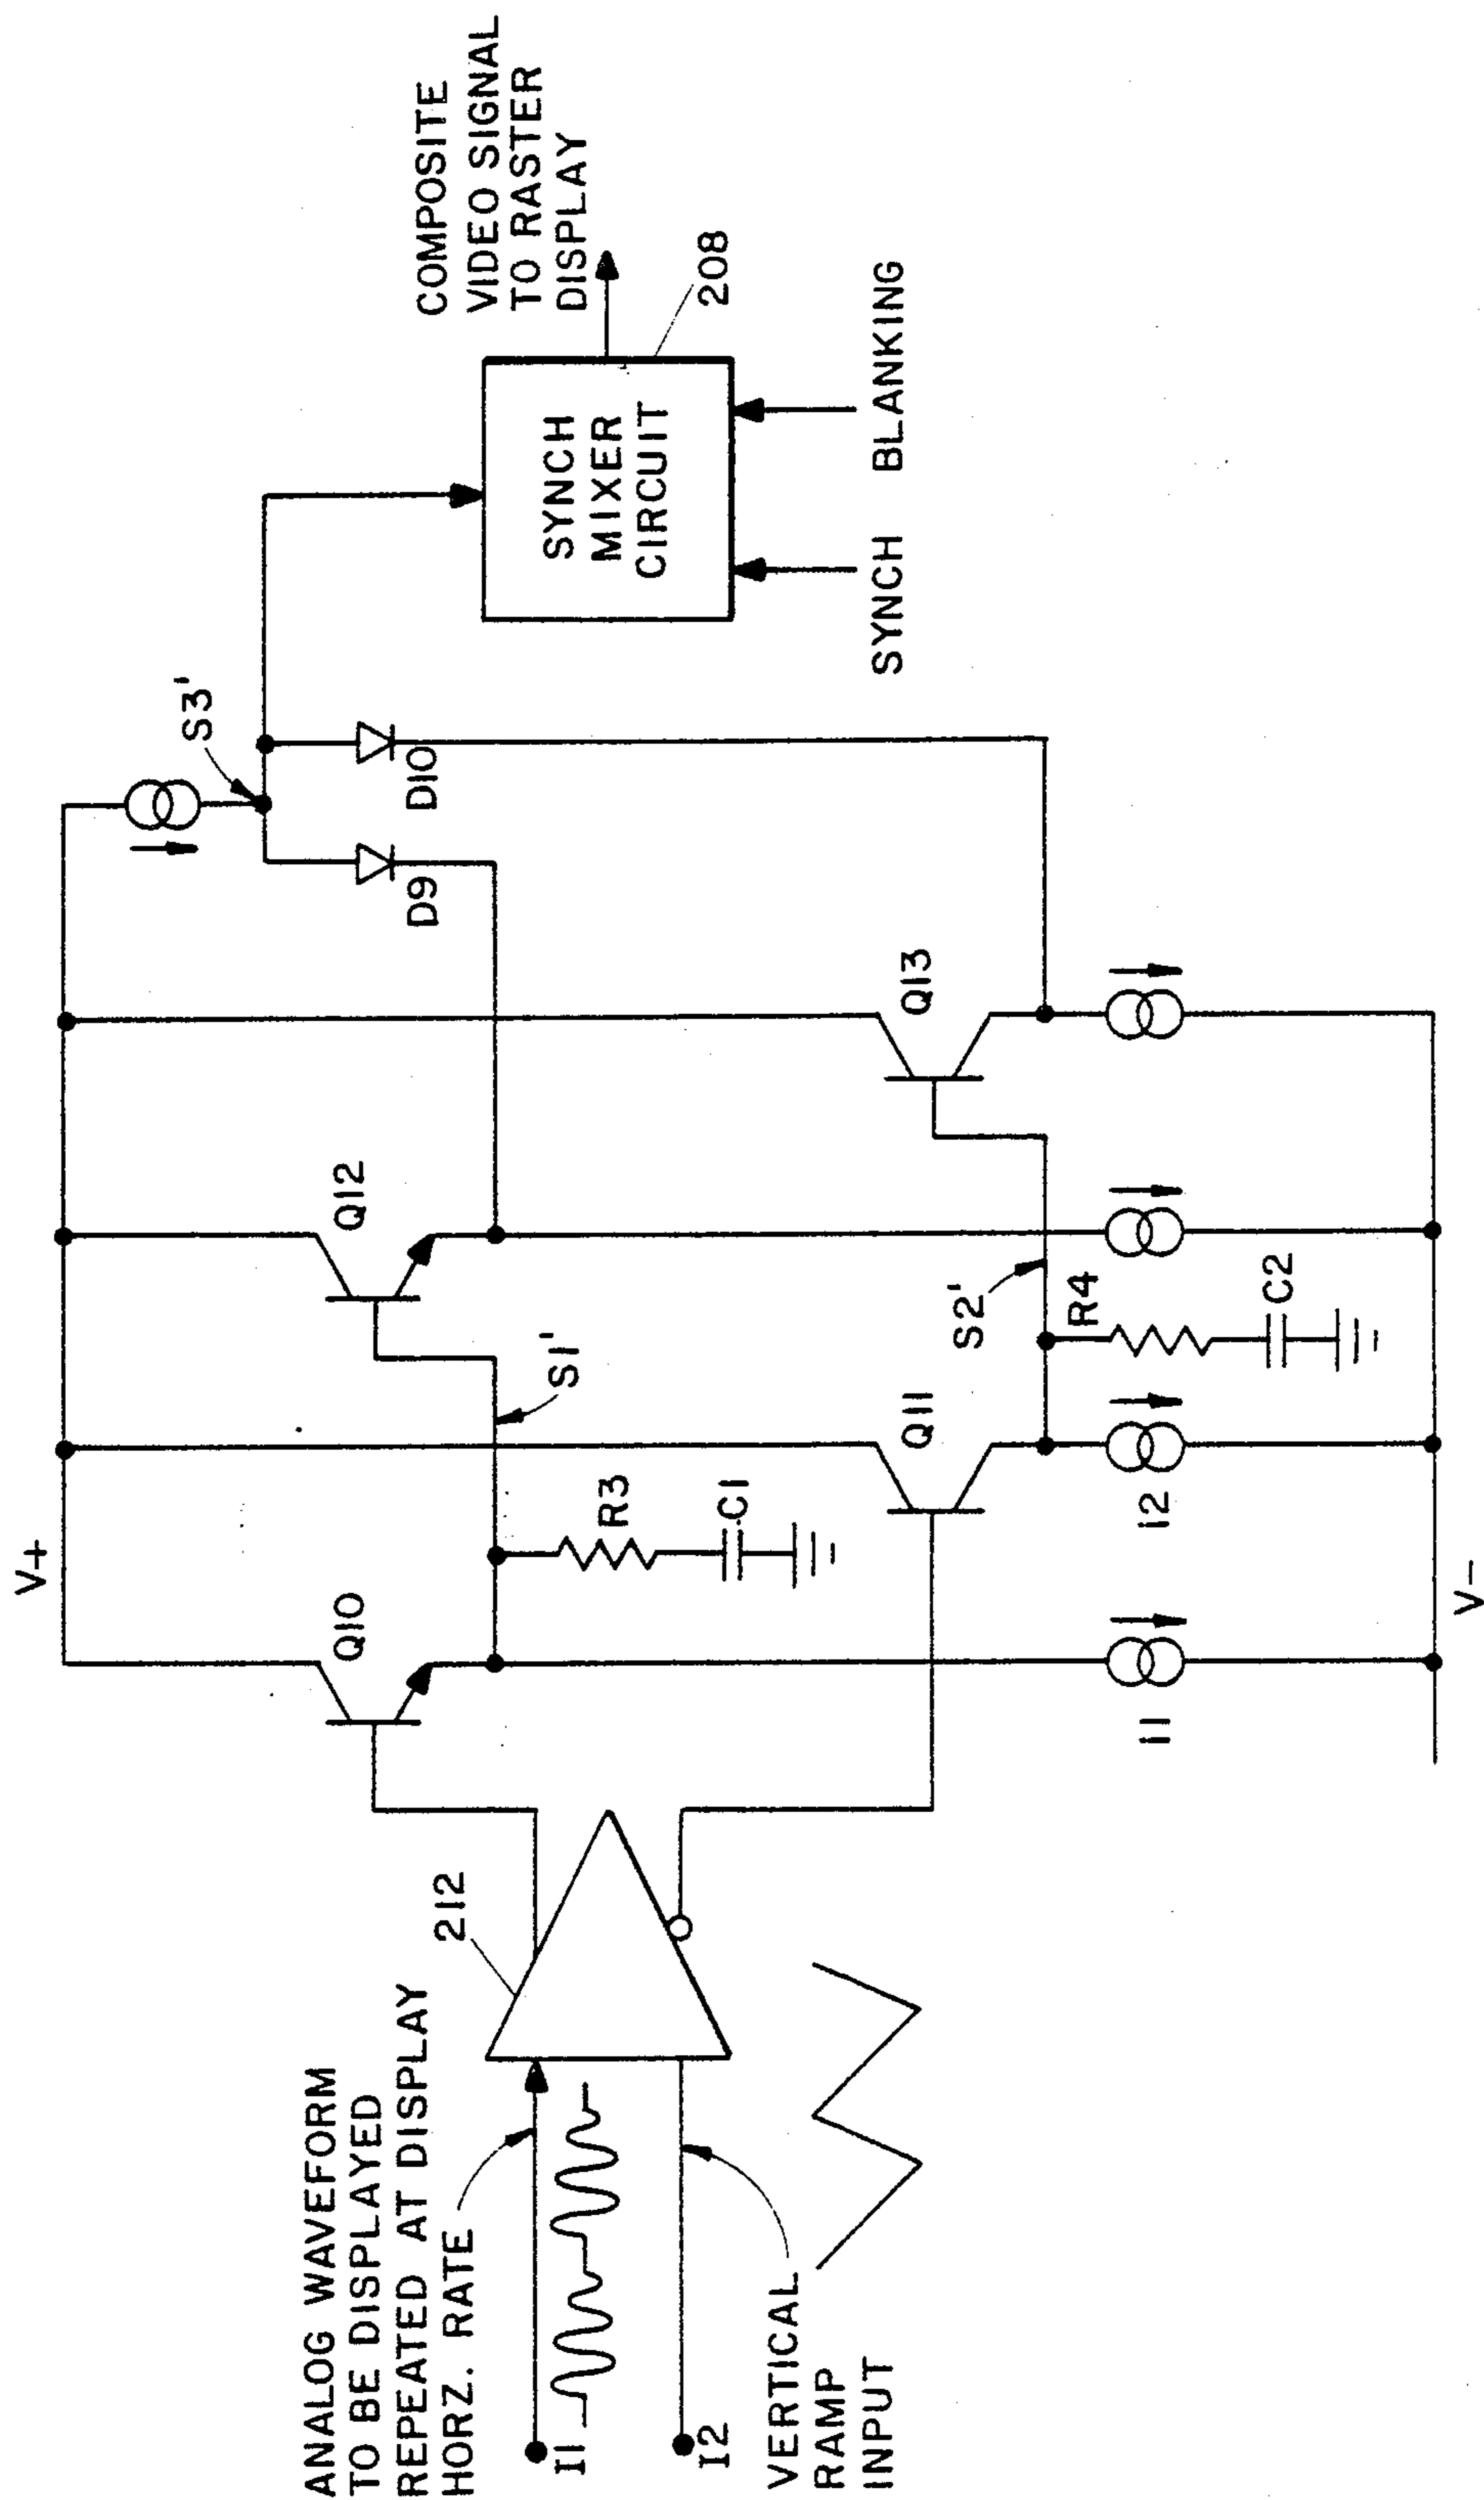 V+
Q10
Q12
S3'
D9
D10
COMPOSITE
VIDEO SIGNAL
TO RASTER
DISPLAY
208
SYNCH
MIXER
CIRCUIT
SYNCH
BLANKING
S1'
R3
C1
Q11
Q13
S2'
R4
C2
I1
I2
V-
212
ANALOG WAVEFORM
TO BE DISPLAYED
REPEATED AT DISPLAY
HORZ. RATE
I1
I2
VERTICAL
RAMP
INPUT